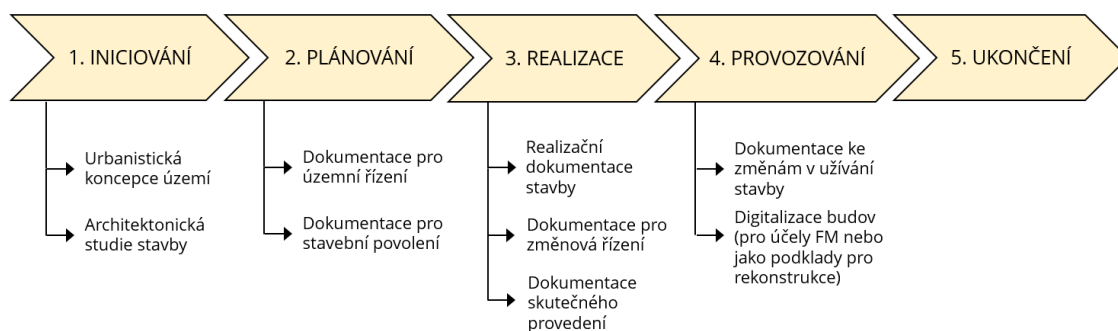 1. INICIOVÁNÍ
2. PLÁNOVÁNÍ
3. REALIZACE
4. PROVOZOVÁNÍ
5. UKONČENÍ
Urbanistická
koncepce území
Architektonická
studie stavby
Dokumentace pro
územní řízení
Dokumentace pro
stavební povolení
Realizační
dokumentace
stavby
Dokumentace pro
změnová řízení
Dokumentace
skutečného
provedení
Dokumentace ke
změnám v užívání
stavby
Digitalizace budov
(pro účely FM nebo
jako podklady pro
rekonstrukce)